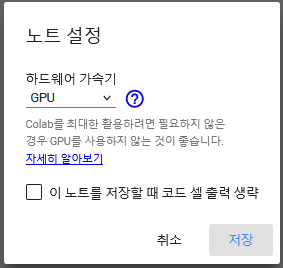 노트 설정
하드웨어 가속기
GPU
Colab를 최대한 활용하려면 필요하지 않은
경우 GPU를 사용하지 않는 것이 좋습니다.
자세히 알아보기
이 노트를 저장할 때 코드 셀 출력 생략
취소 저장